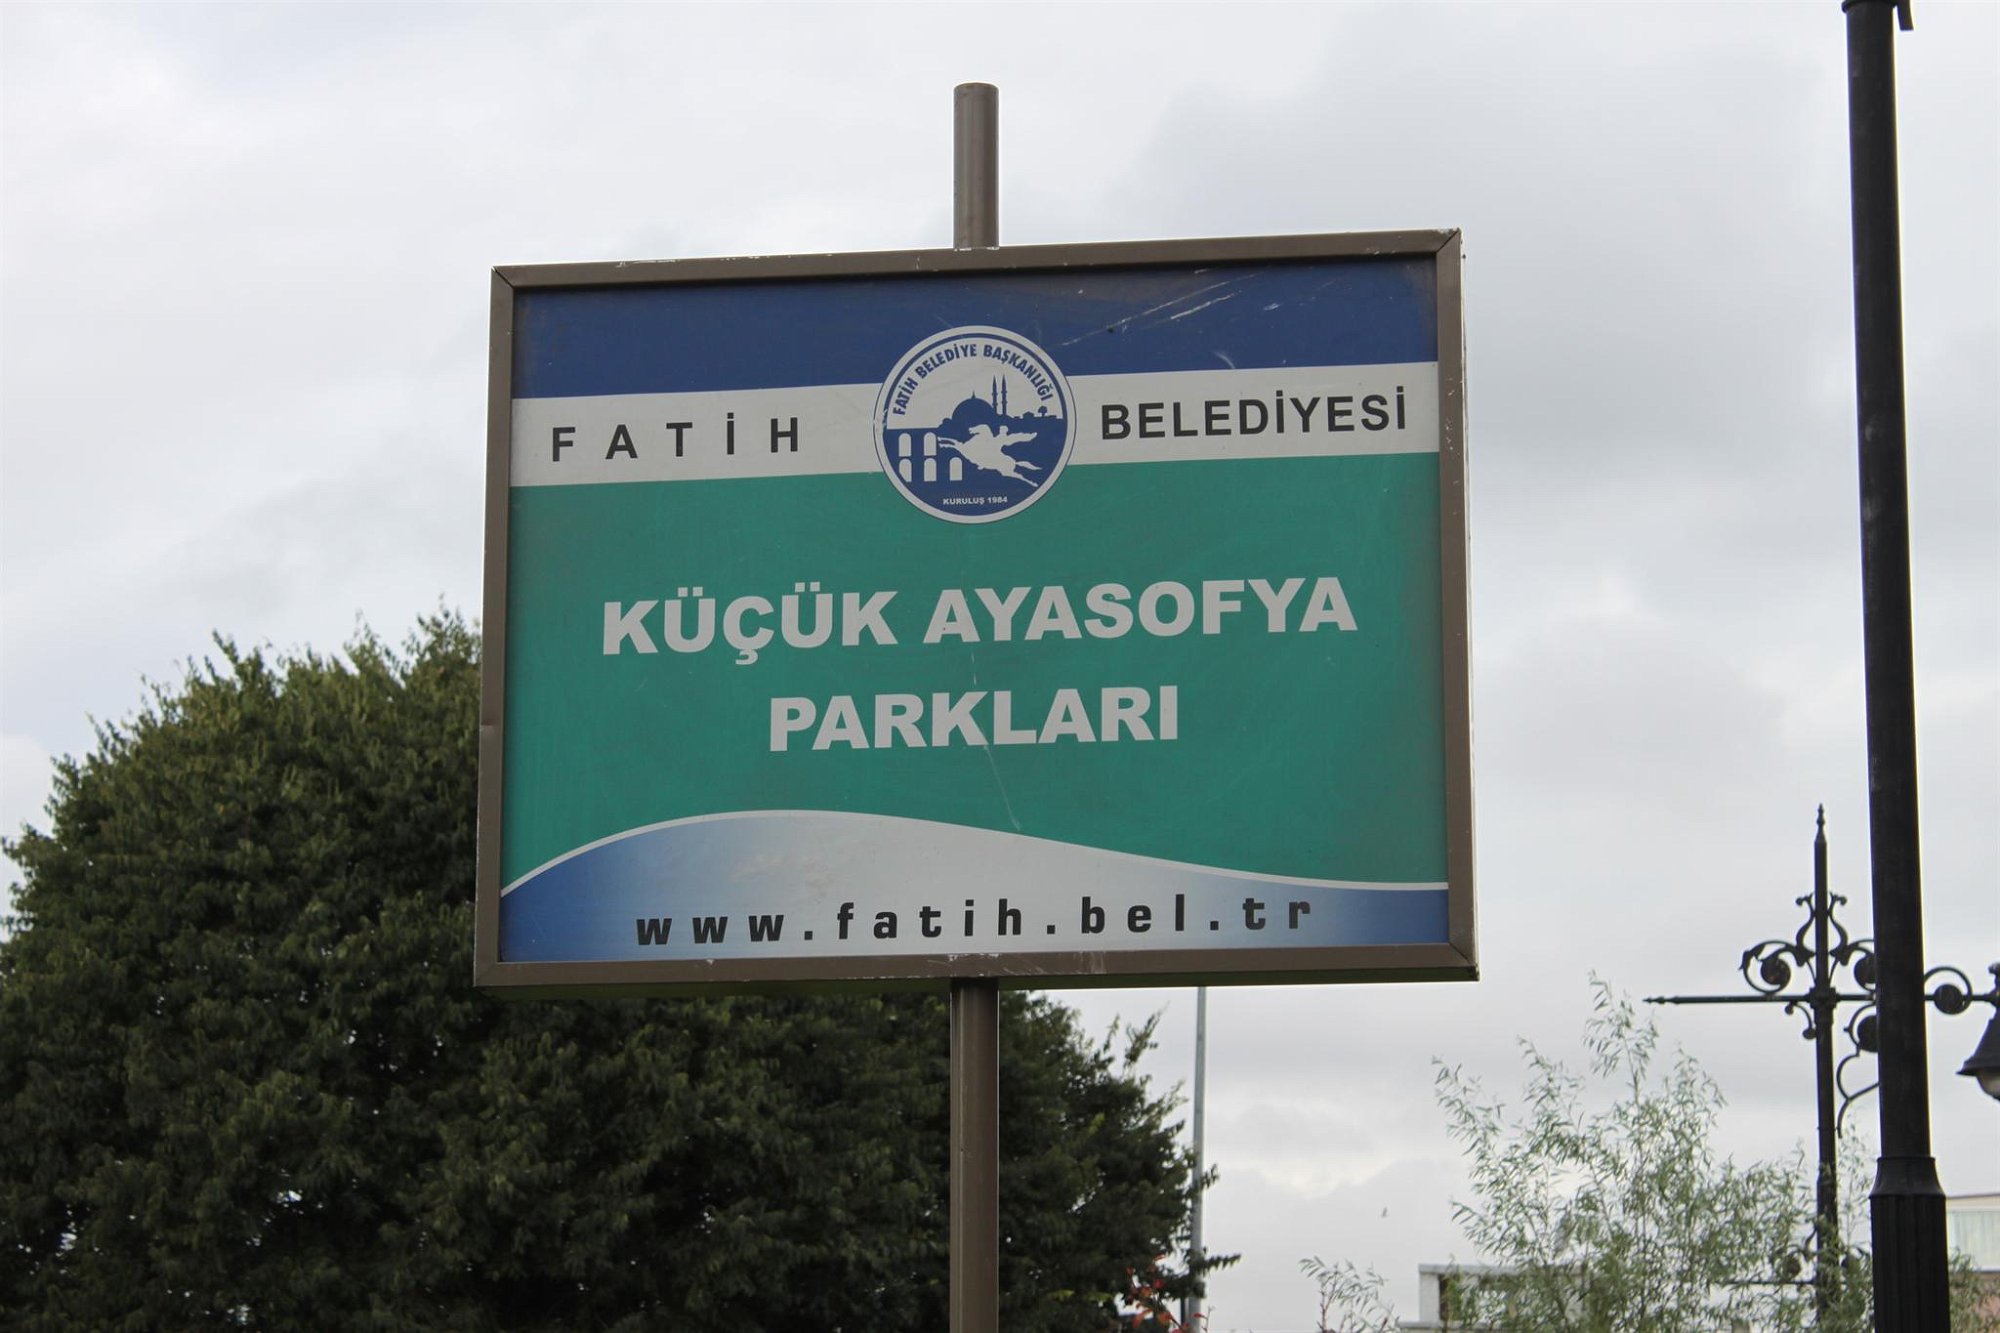 FATİH BELEDİYE BAŞKANLIĞI
FATİH BELEDİYESİ
KURULUŞ 1984
KÜÇÜK AYASOFYA
PARKLARI
www.fatih.bel.tr